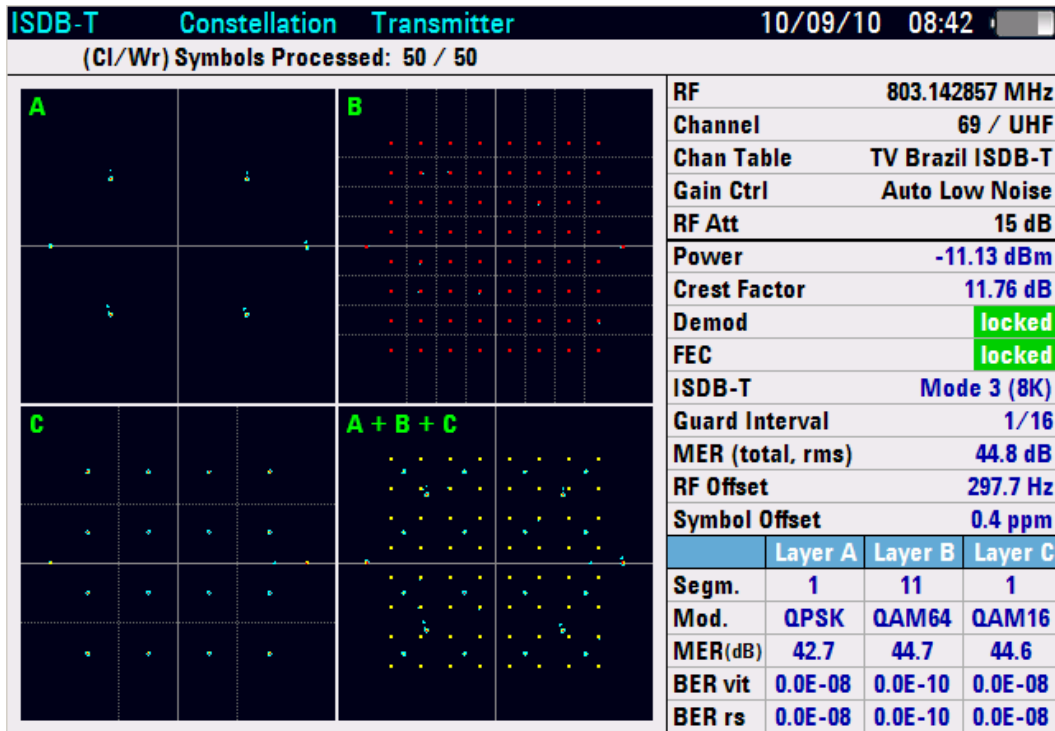 ISDB-T Constellation Transmitter 10/09/10 08:42
(Cl/Wr) Symbols Processed: 50 / 50
A
B
C
A + B + C
RF 803.142857 MHz
Channel 69 / UHF
Chan Table TV Brazil ISDB-T
Gain Ctrl Auto Low Noise
RF Att 15 dB
Power -11.13 dBm
Crest Factor 11.76 dB
Demod locked
FEC locked
ISDB-T Mode 3 (8K)
Guard Interval 1/16
MER (total, rms) 44.8 dB
RF Offset 297.7 Hz
Symbol Offset 0.4 ppm
Layer A Layer B Layer C
Segm. 1 11 1
Mod. QPSK QAM64 QAM16
MER(dB) 42.7 44.7 44.6
BER vit 0.0E-08 0.0E-10 0.0E-08
BER rs 0.0E-08 0.0E-10 0.0E-08